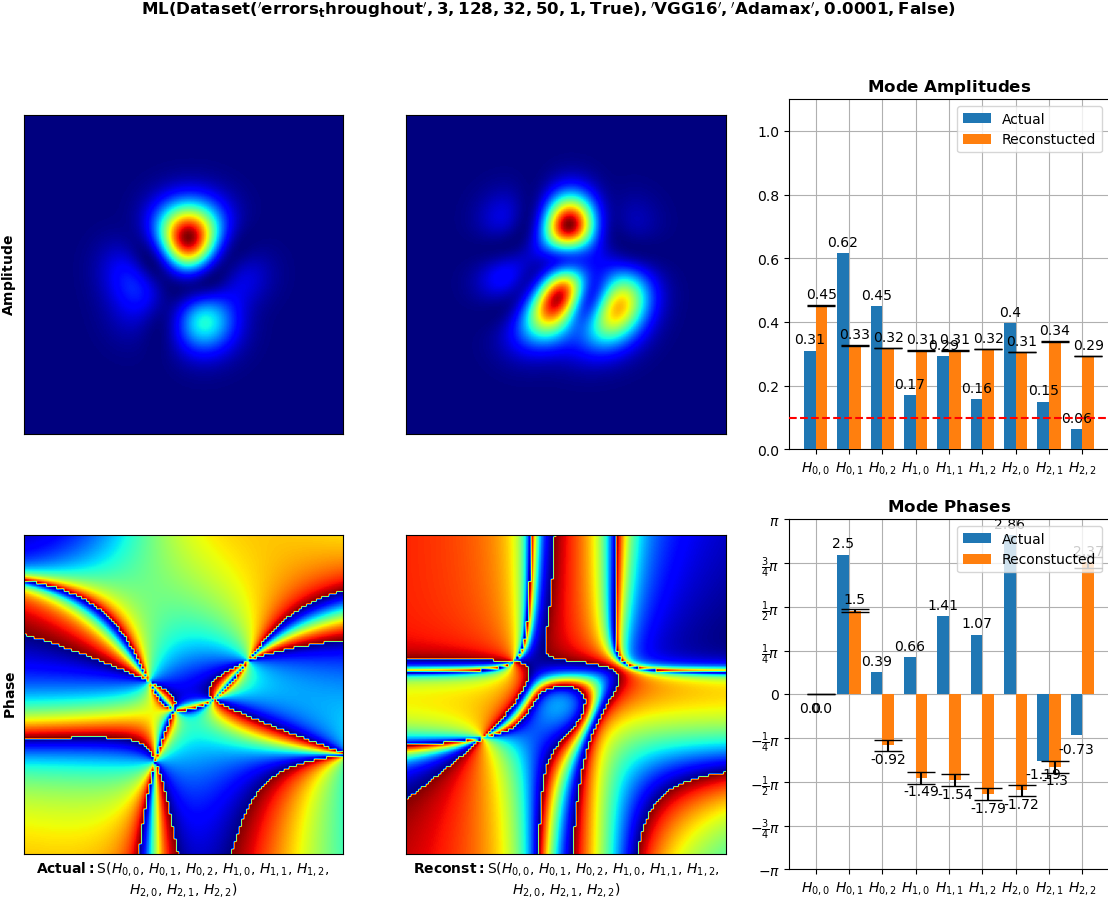 ML(Dataset('errors_throughout', 3, 128, 32, 50, 1, True), 'VGG16', 'Adamax', 0.0001, False)
Amplitude
Mode Amplitudes
Actual
Reconstucted
1.0
0.8
0.6
0.4
0.2
0.0
0.31
0.45
0.62
0.33
0.45
0.32
0.17
0.31
0.29
0.31
0.16
0.32
0.4
0.31
0.15
0.34
0.06
0.29
H0,0 H0,1 H0,2 H1,0 H1,1 H1,2 H2,0 H2,1 H2,2
Phase
Mode Phases
Actual
Reconstucted
π
3/4π
1/2π
1/4π
0
−1/4π
−1/2π
−3/4π
−π
0.0
0.0
2.5
1.5
0.39
-0.92
0.66
-1.49
1.41
-1.54
1.07
-1.79
2.86
-1.72
-1.19
-1.3
-0.73
2.37
H0,0 H0,1 H0,2 H1,0 H1,1 H1,2 H2,0 H2,1 H2,2
Actual: S(H0,0, H0,1, H0,2, H1,0, H1,1, H1,2,
H2,0, H2,1, H2,2)
Reconst: S(H0,0, H0,1, H0,2, H1,0, H1,1, H1,2,
H2,0, H2,1, H2,2)